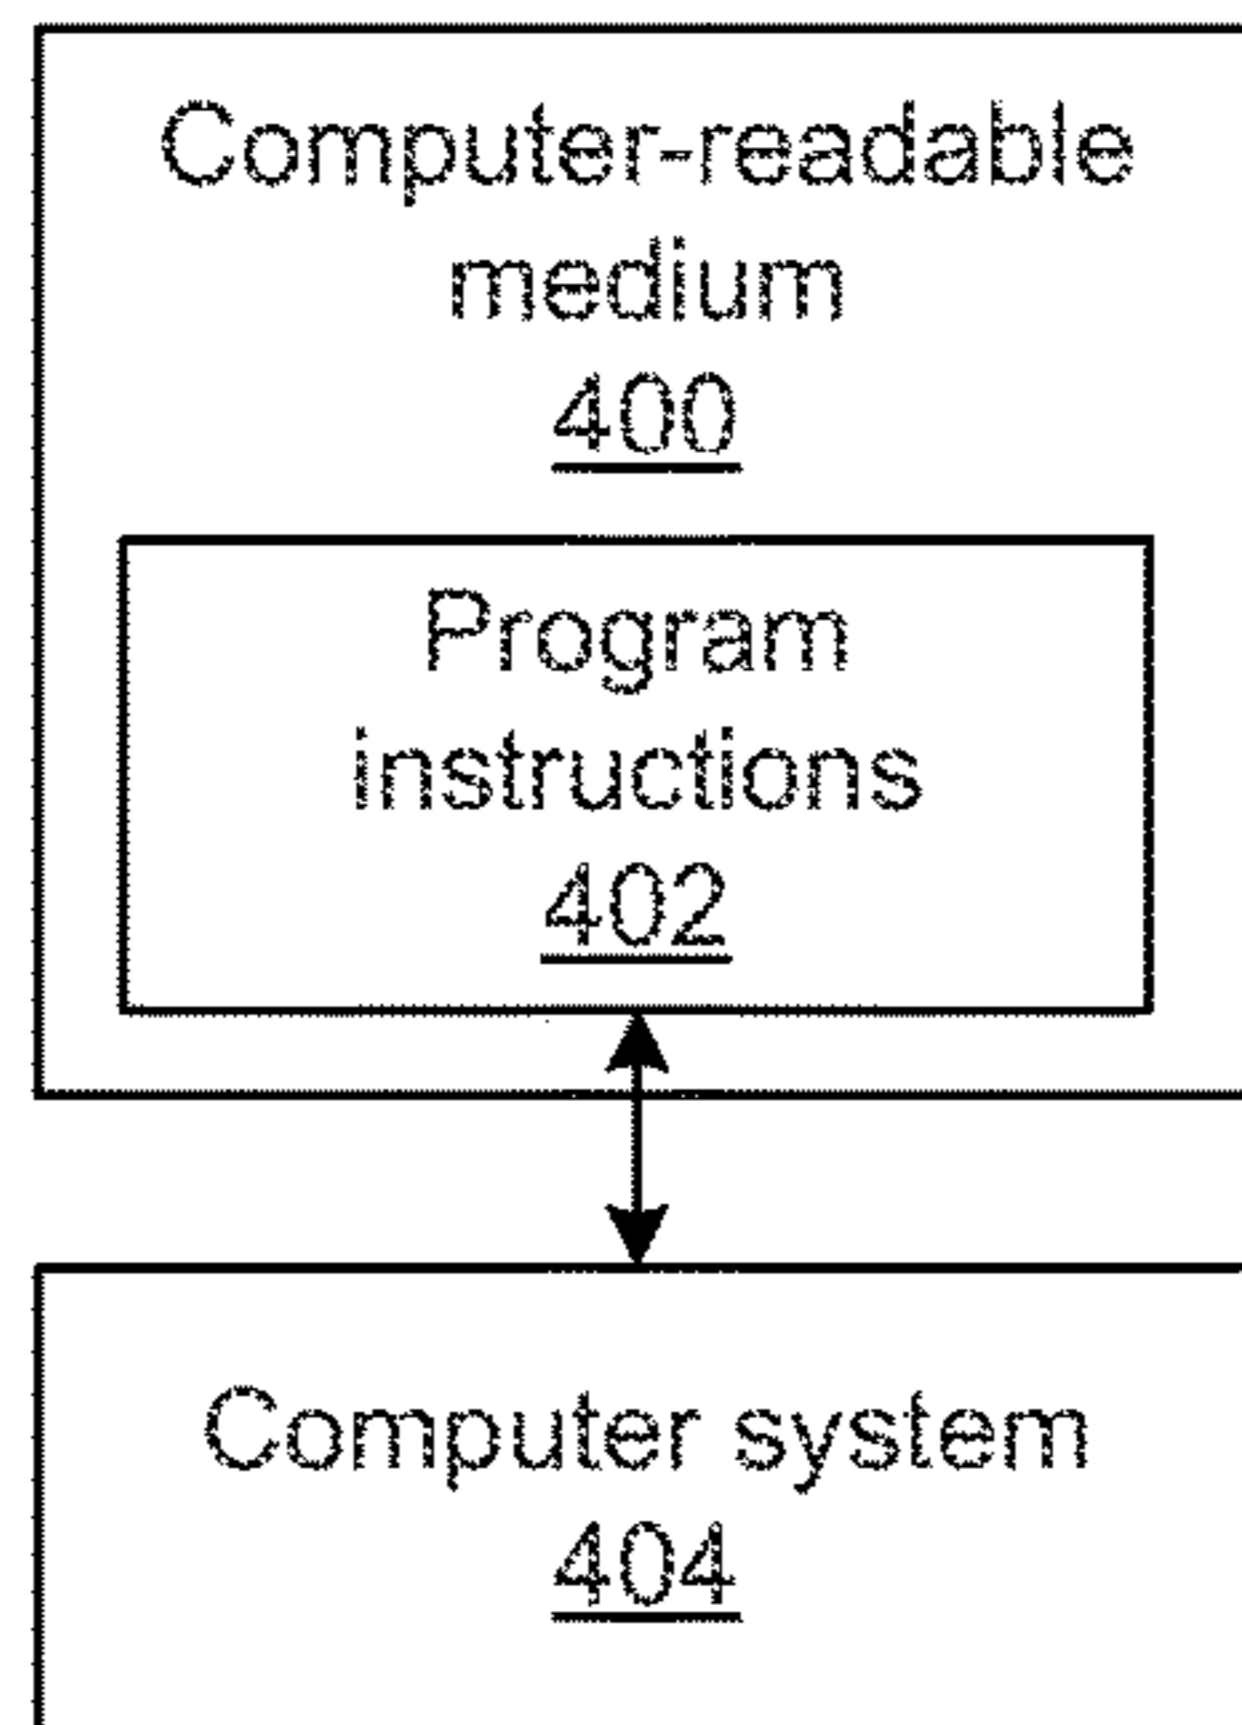 Computer-readable
medium
400
Program
instructions
402
Computer system
404